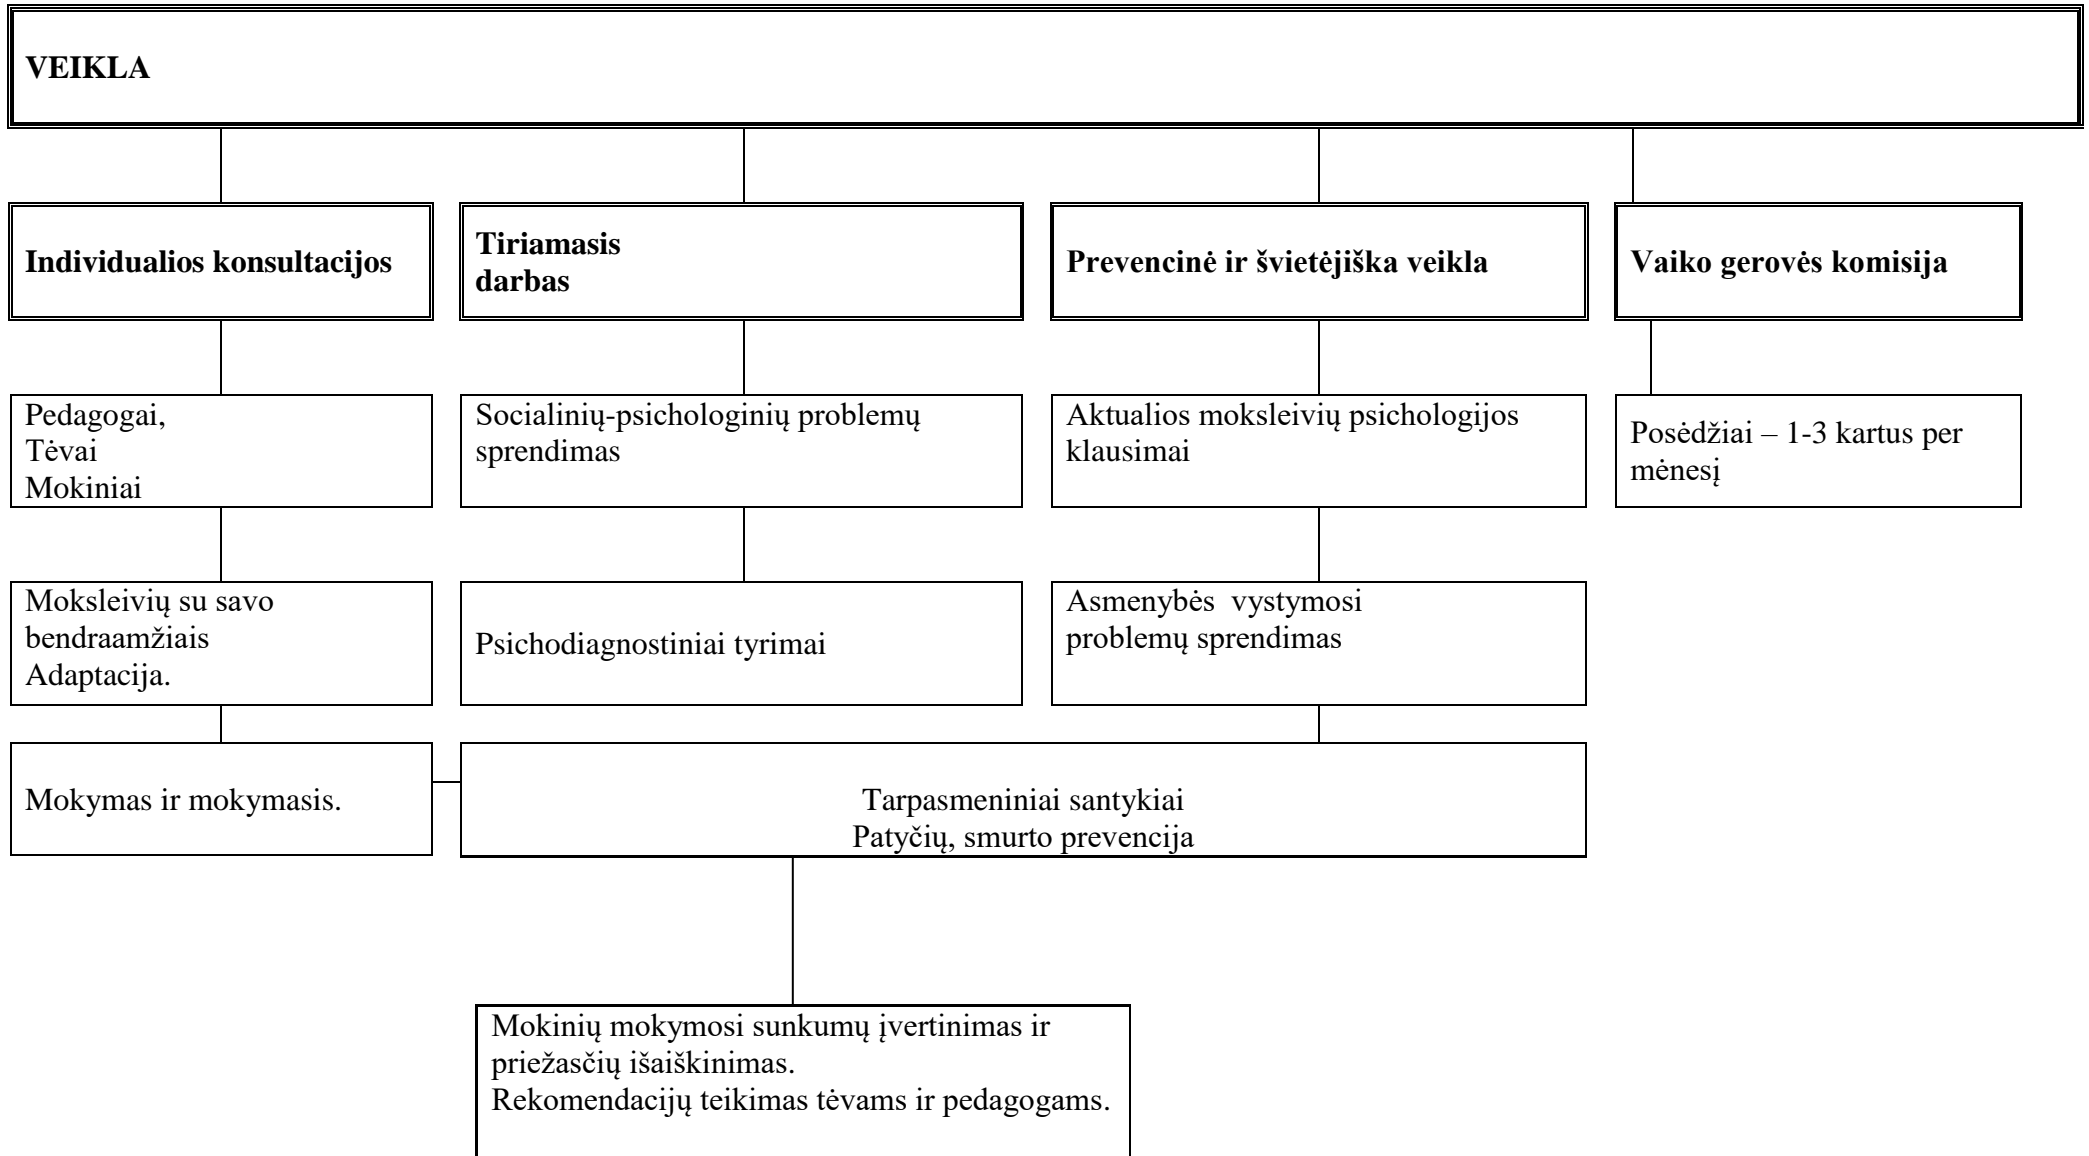 VEIKLA
Individualios konsultacijos
Tiriamasis
darbas
Prevencinė ir švietėjiška veikla
Vaiko gerovės komisija
Pedagogai,
Tėvai
Mokiniai
Socialinių-psichologinių problemų
sprendimas
Aktualios moksleivių psichologijos
klausimai
Posėdžiai – 1-3 kartus per
mėnesį
Moksleivių su savo
bendraamžiais
Adaptacija.
Psichodiagnostiniai tyrimai
Asmenybės  vystymosi
problemų sprendimas
Mokymas ir mokymasis.
Tarpasmeniniai santykiai
Patyčių, smurto prevencija
Mokinių mokymosi sunkumų įvertinimas ir
priežasčių išaiškinimas.
Rekomendacijų teikimas tėvams ir pedagogams.